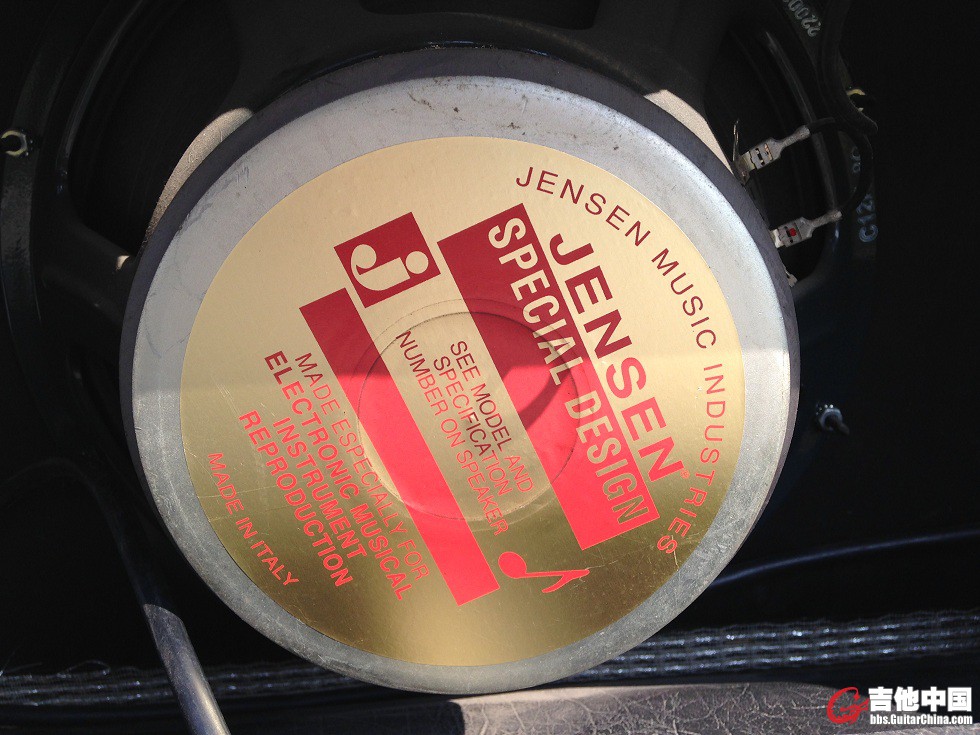 JENSEN MUSIC INDUSTRIES
JENSEN
SPECIAL DESIGN
j
SEE MODEL AND
SPECIFICATION
NUMBER ON SPEAKER
MADE ESPECIALLY FOR
ELECTRONIC MUSICAL
INSTRUMENT
REPRODUCTION
MADE IN ITALY
吉他中国
bbs.GuitarChina.com